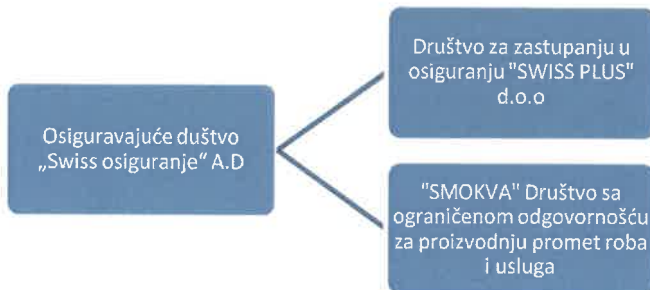 Društvo za zastupanju u
osiguranju "SWISS PLUS"
d.o.o
Osiguravajuće duštvo
„Swiss osiguranje“ A.D
"SMOKVA" Društvo sa
ograničenom odgovornošću
za proizvodnju promet roba
i usluga